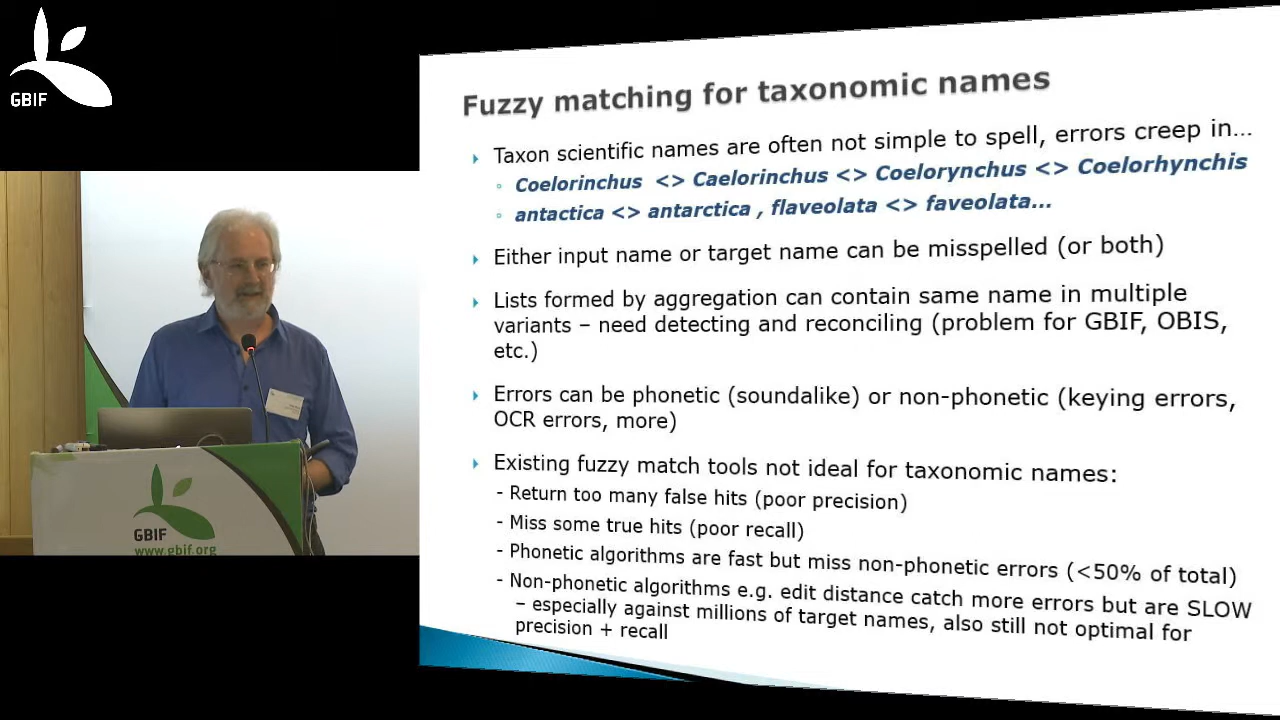 GBIF
Fuzzy matching for taxonomic names
Taxon scientific names are often not simple to spell, errors creep in…
Coelorinchus <> Caelorinchus <> Coelorynchus <> Coelorhynchis
antactica <> antarctica , flaveolata <> faveolata…
Either input name or target name can be misspelled (or both)
Lists formed by aggregation can contain same name in multiple
variants – need detecting and reconciling (problem for GBIF, OBIS,
etc.)
Errors can be phonetic (soundalike) or non-phonetic (keying errors,
OCR errors, more)
Existing fuzzy match tools not ideal for taxonomic names:
- Return too many false hits (poor precision)
- Miss some true hits (poor recall)
- Phonetic algorithms are fast but miss non-phonetic errors (<50% of total)
- Non-phonetic algorithms e.g. edit distance catch more errors but are SLOW
– especially against millions of target names, also still not optimal for
precision + recall
GBIF
www.gbif.org